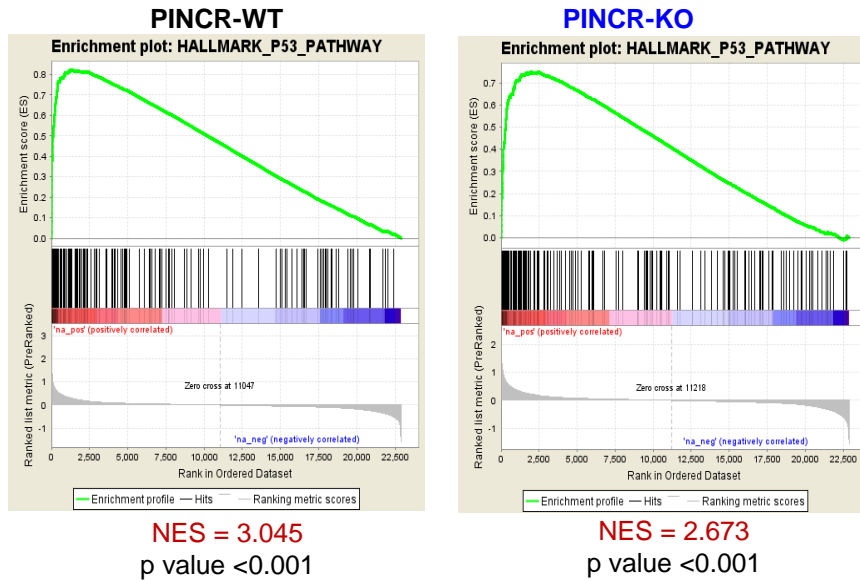 PINCR-WT
Enrichment plot: HALLMARK_P53_PATHWAY
Enrichment score (ES)
0.8
0.7
0.6
0.5
0.4
0.3
0.2
0.1
0.0
'na_pos' (positively correlated)
Ranked list metric (PreRanked)
3
2
1
0
-1
Zero cross at 11047
'na_neg' (negatively correlated)
0 2,500 5,000 7,500 10,000 12,500 15,000 17,500 20,000 22,500
Rank in Ordered Dataset
Enrichment profile Hits Ranking metric scores
NES = 3.045
p value <0.001
PINCR-KO
Enrichment plot: HALLMARK_P53_PATHWAY
Enrichment score (ES)
0.7
0.6
0.5
0.4
0.3
0.2
0.1
0.0
'na_pos' (positively correlated)
Ranked list metric (PreRanked)
2
1
0
-1
Zero cross at 11218
'na_neg' (negatively correlated)
0 2,500 5,000 7,500 10,000 12,500 15,000 17,500 20,000 22,500
Rank in Ordered Dataset
Enrichment profile Hits Ranking metric scores
NES = 2.673
p value <0.001